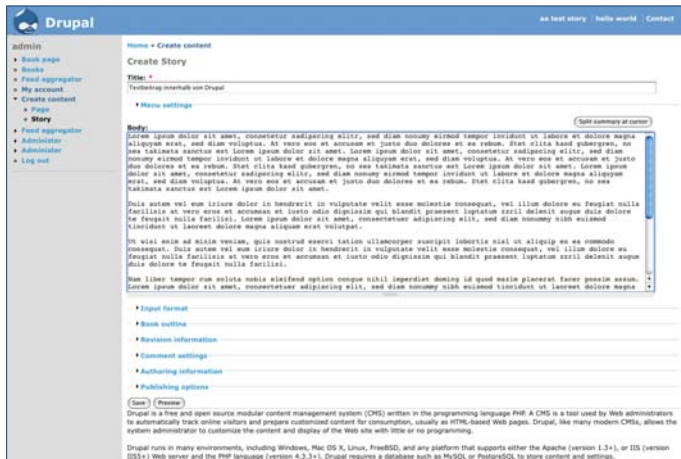 Drupal
aa test story hello world Contact
admin
Book page
Books
Feed aggregator
My account
Create content
Page
Story
Feed aggregator
Administer
Administer
Log out
Home » Create content
Create Story
Title: *
Testbeitrag innerhalb von Drupal
Menu settings
Split summary at cursor
Body:
Lorem ipsum dolor sit amet, consetetur sadipscing elitr, sed diam nonumy eirmod tempor invidunt ut labore et dolore magna
aliquyam erat, sed diam voluptua. At vero eos et accusam et justo duo dolores et ea rebum. Stet clita kasd gubergren, no
sea takimata sanctus est Lorem ipsum dolor sit amet. Lorem ipsum dolor sit amet, consetetur sadipscing elitr, sed diam
nonumy eirmod tempor invidunt ut labore et dolore magna aliquyam erat, sed diam voluptua. At vero eos et accusam et justo
duo dolores et ea rebum. Stet clita kasd gubergren, no sea takimata sanctus est Lorem ipsum dolor sit amet. Lorem ipsum
dolor sit amet, consetetur sadipscing elitr, sed diam nonumy eirmod tempor invidunt ut labore et dolore magna aliquyam
erat, sed diam voluptua. At vero eos et accusam et justo duo dolores et ea rebum. Stet clita kasd gubergren, no sea
takimata sanctus est Lorem ipsum dolor sit amet.
Duis autem vel eum iriure dolor in hendrerit in vulputate velit esse molestie consequat, vel illum dolore eu feugiat nulla
facilisis at vero eros et accumsan et iusto odio dignissim qui blandit praesent luptatum zzril delenit augue duis dolore
te feugait nulla facilisi. Lorem ipsum dolor sit amet, consectetuer adipiscing elit, sed diam nonummy nibh euismod
tincidunt ut laoreet dolore magna aliquam erat volutpat.
Ut wisi enim ad minim veniam, quis nostrud exerci tation ullamcorper suscipit lobortis nisl ut aliquip ex ea commodo
consequat. Duis autem vel eum iriure dolor in hendrerit in vulputate velit esse molestie consequat, vel illum dolore eu
feugiat nulla facilisis at vero eros et accumsan et iusto odio dignissim qui blandit praesent luptatum zzril delenit augue
duis dolore te feugait nulla facilisi.
Nam liber tempor cum soluta nobis eleifend option congue nihil imperdiet doming id quod mazim placerat facer possim assum.
Lorem ipsum dolor sit amet, consectetuer adipiscing elit, sed diam nonummy nibh euismod tincidunt ut laoreet dolore magna
Input format
Book outline
Revision information
Comment settings
Authoring information
Publishing options
Save Preview
Drupal is a free and open source modular content management system (CMS) written in the programming language PHP. A CMS is a tool used by Web administrators
to automatically track online visitors and prepare customized content for consumption, usually as HTML-based Web pages. Drupal, like many modern CMSs, allows the
system administrator to customize the content and display of the Web site with little or no programming.
Drupal runs in many environments, including Windows, Mac OS X, Linux, FreeBSD, and any platform that supports either the Apache (version 1.3+), or IIS (version
IIS5+) Web server and the PHP language (version 4.3.3+). Drupal requires a database such as MySQL or PostgreSQL to store content and settings.